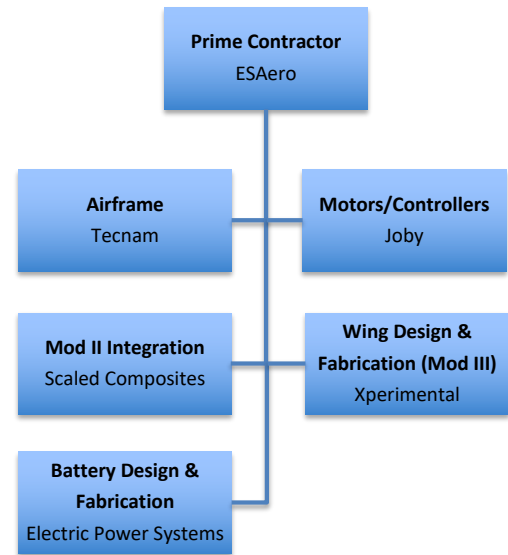 Prime Contractor
ESAero
Airframe
Tecnam
Motors/Controllers
Joby
Mod II Integration
Scaled Composites
Wing Design &
Fabrication (Mod III)
Xperimental
Battery Design &
Fabrication
Electric Power Systems